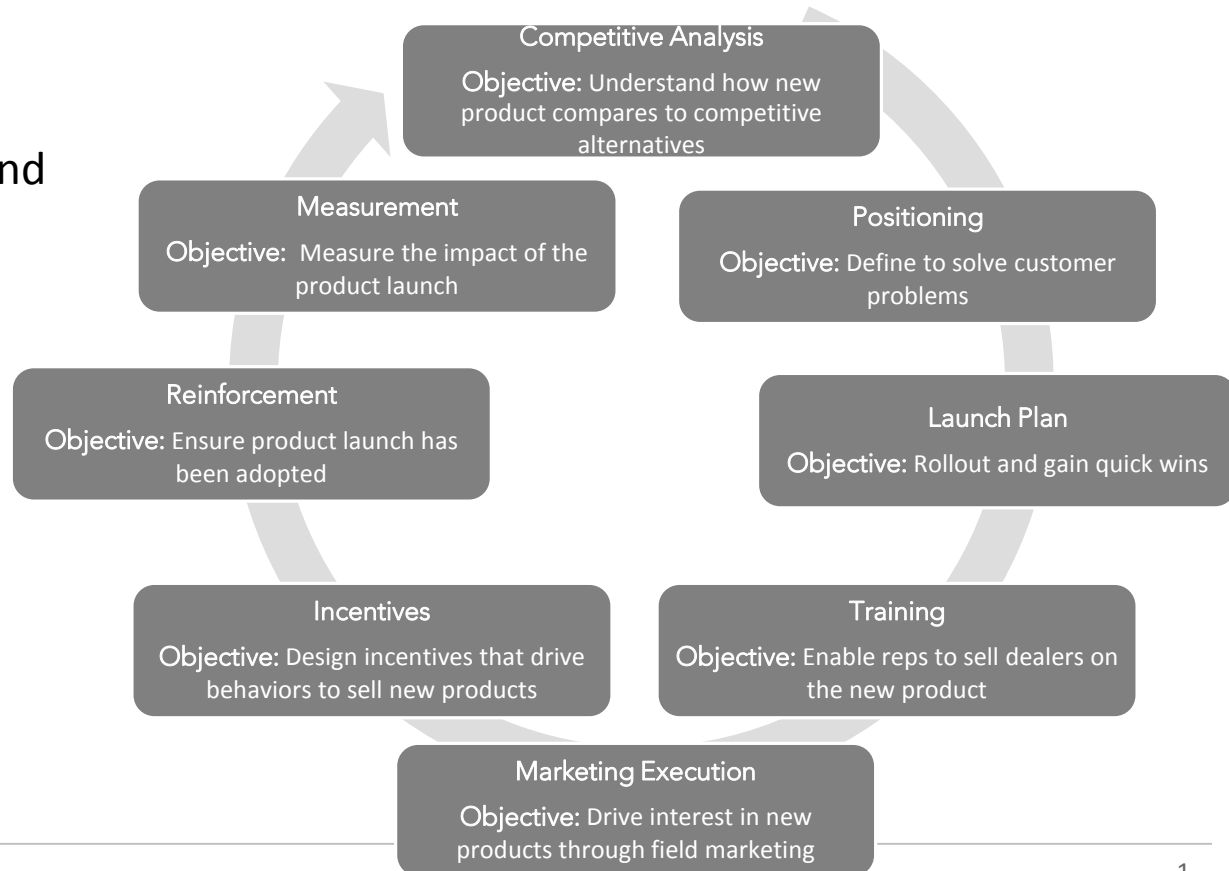 nd
Competitive Analysis
Objective: Understand how new
product compares to competitive
alternatives
Positioning
Objective: Define to solve customer
problems
Launch Plan
Objective: Rollout and gain quick wins
Training
Objective: Enable reps to sell dealers on
the new product
Marketing Execution
Objective: Drive interest in new
products through field marketing
Incentives
Objective: Design incentives that drive
behaviors to sell new products
Reinforcement
Objective: Ensure product launch has
been adopted
Measurement
Objective: Measure the impact of the
product launch
1